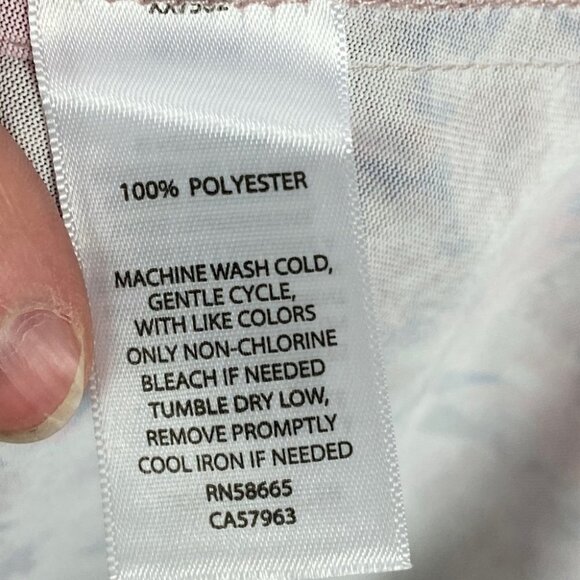 100% POLYESTER
MACHINE WASH COLD,
GENTLE CYCLE,
WITH LIKE COLORS
ONLY NON-CHLORINE
BLEACH IF NEEDED
TUMBLE DRY LOW,
REMOVE PROMPTLY
COOL IRON IF NEEDED
RN58665
CA57963